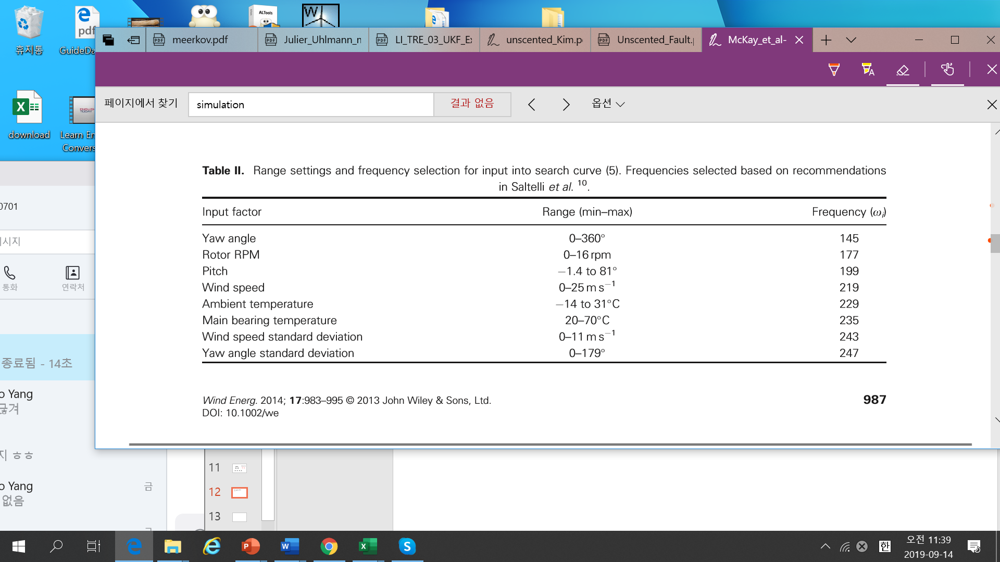 휴지통
GuideDa
pdf
ALTools
W
download
Learn En
Convers
ENGLISH
TODAY
meerkov.pdf
Julier_Uhlmann_n
LI_TRE_03_UKF_Ex
unscented_Kim.p
Unscented_Fault.
McKay_et_al-
페이지에서 찾기
simulation
결과 없음
옵션
Table II. Range settings and frequency selection for input into search curve (5). Frequencies selected based on recommendations
in Saltelli et al. 10.
Input factor Range (min–max) Frequency (ωi)
Yaw angle 0–360° 145
Rotor RPM 0–16 rpm 177
Pitch −1.4 to 81° 199
Wind speed 0–25 m s−1 219
Ambient temperature −14 to 31°C 229
Main bearing temperature 20–70°C 235
Wind speed standard deviation 0–11 m s−1 243
Yaw angle standard deviation 0–179° 247
Wind Energ. 2014; 17:983–995 © 2013 John Wiley & Sons, Ltd. 987
DOI: 10.1002/we
0701
시지
통화
연락처
종료됨 - 14초
o Yang
끊겨
지 ㅎㅎ
o Yang 금
없음
11
12
13
한
오전 11:39
2019-09-14